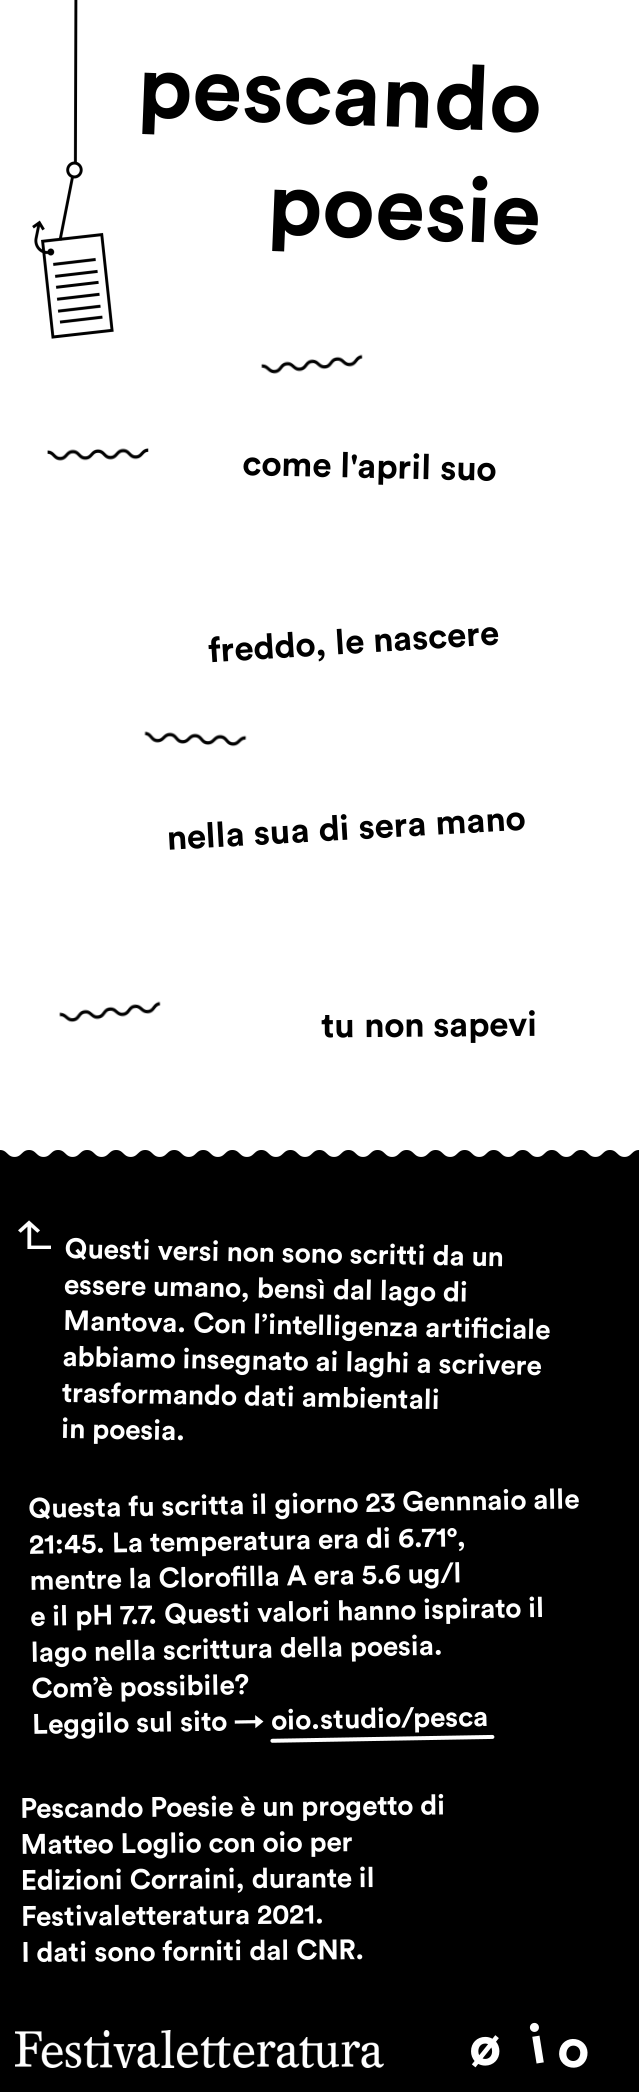 pescando
poesie
come l'april suo
freddo, le nascere
nella sua di sera mano
tu non sapevi
Questi versi non sono scritti da un
essere umano, bensì dal lago di
Mantova. Con l’intelligenza artificiale
abbiamo insegnato ai laghi a scrivere
trasformando dati ambientali
in poesia.
Questa fu scritta il giorno 23 Gennnaio alle
21:45. La temperatura era di 6.71°,
mentre la Clorofilla A era 5.6 ug/l
e il pH 7.7. Questi valori hanno ispirato il
lago nella scrittura della poesia.
Com’è possibile?
Leggilo sul sito → oio.studio/pesca
Pescando Poesie è un progetto di
Matteo Loglio con oio per
Edizioni Corraini, durante il
Festivaletteratura 2021.
I dati sono forniti dal CNR.
Festivaletteratura øio